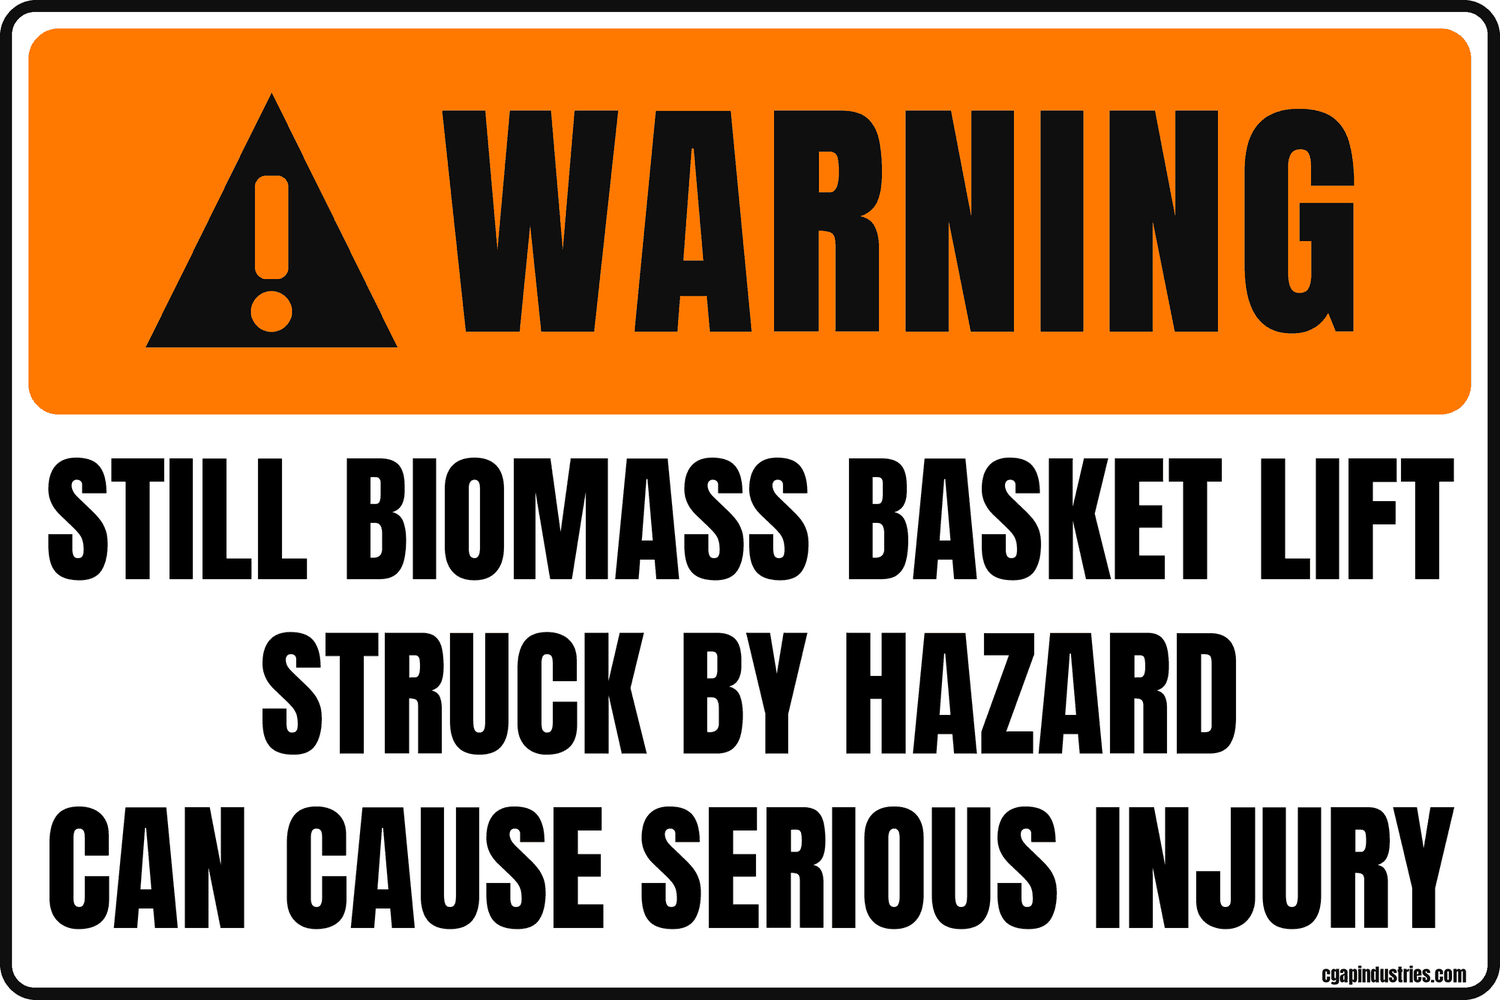 WARNING
STILL BIOMASS BASKET LIFT
STRUCK BY HAZARD
CAN CAUSE SERIOUS INJURY
cgapindustries.com